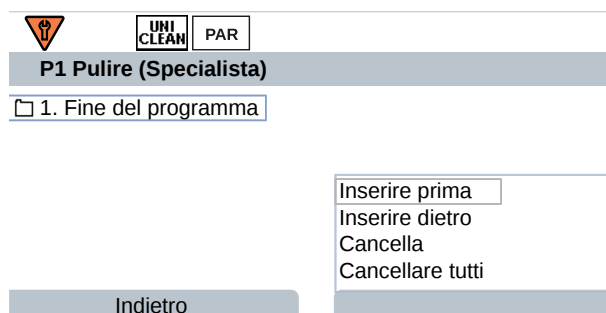 UNI
CLEAN PAR
P1 Pulire (Specialista)
1. Fine del programma
Inserire prima
Inserire dietro
Cancella
Cancellare tutti
Indietro